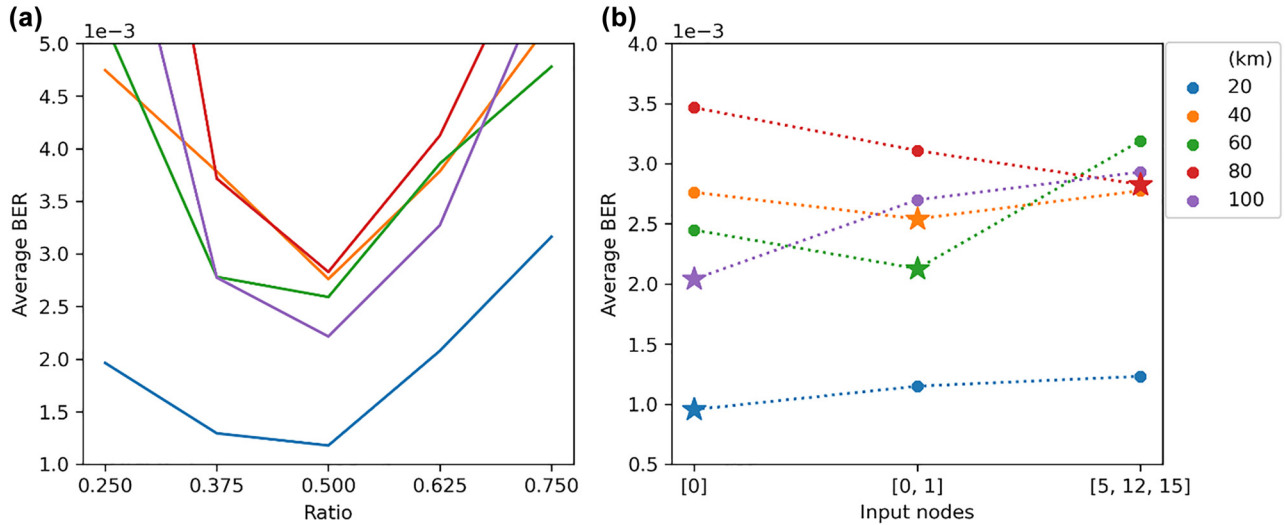 (a)
1e−3
5.0
4.5
4.0
3.5
3.0
2.5
2.0
1.5
1.0
Average BER
0.250 0.375 0.500 0.625 0.750
Ratio
(b)
1e−3
4.0
3.5
3.0
2.5
2.0
1.5
1.0
0.5
Average BER
[0] [0, 1] [5, 12, 15]
Input nodes
(km)
20
40
60
80
100